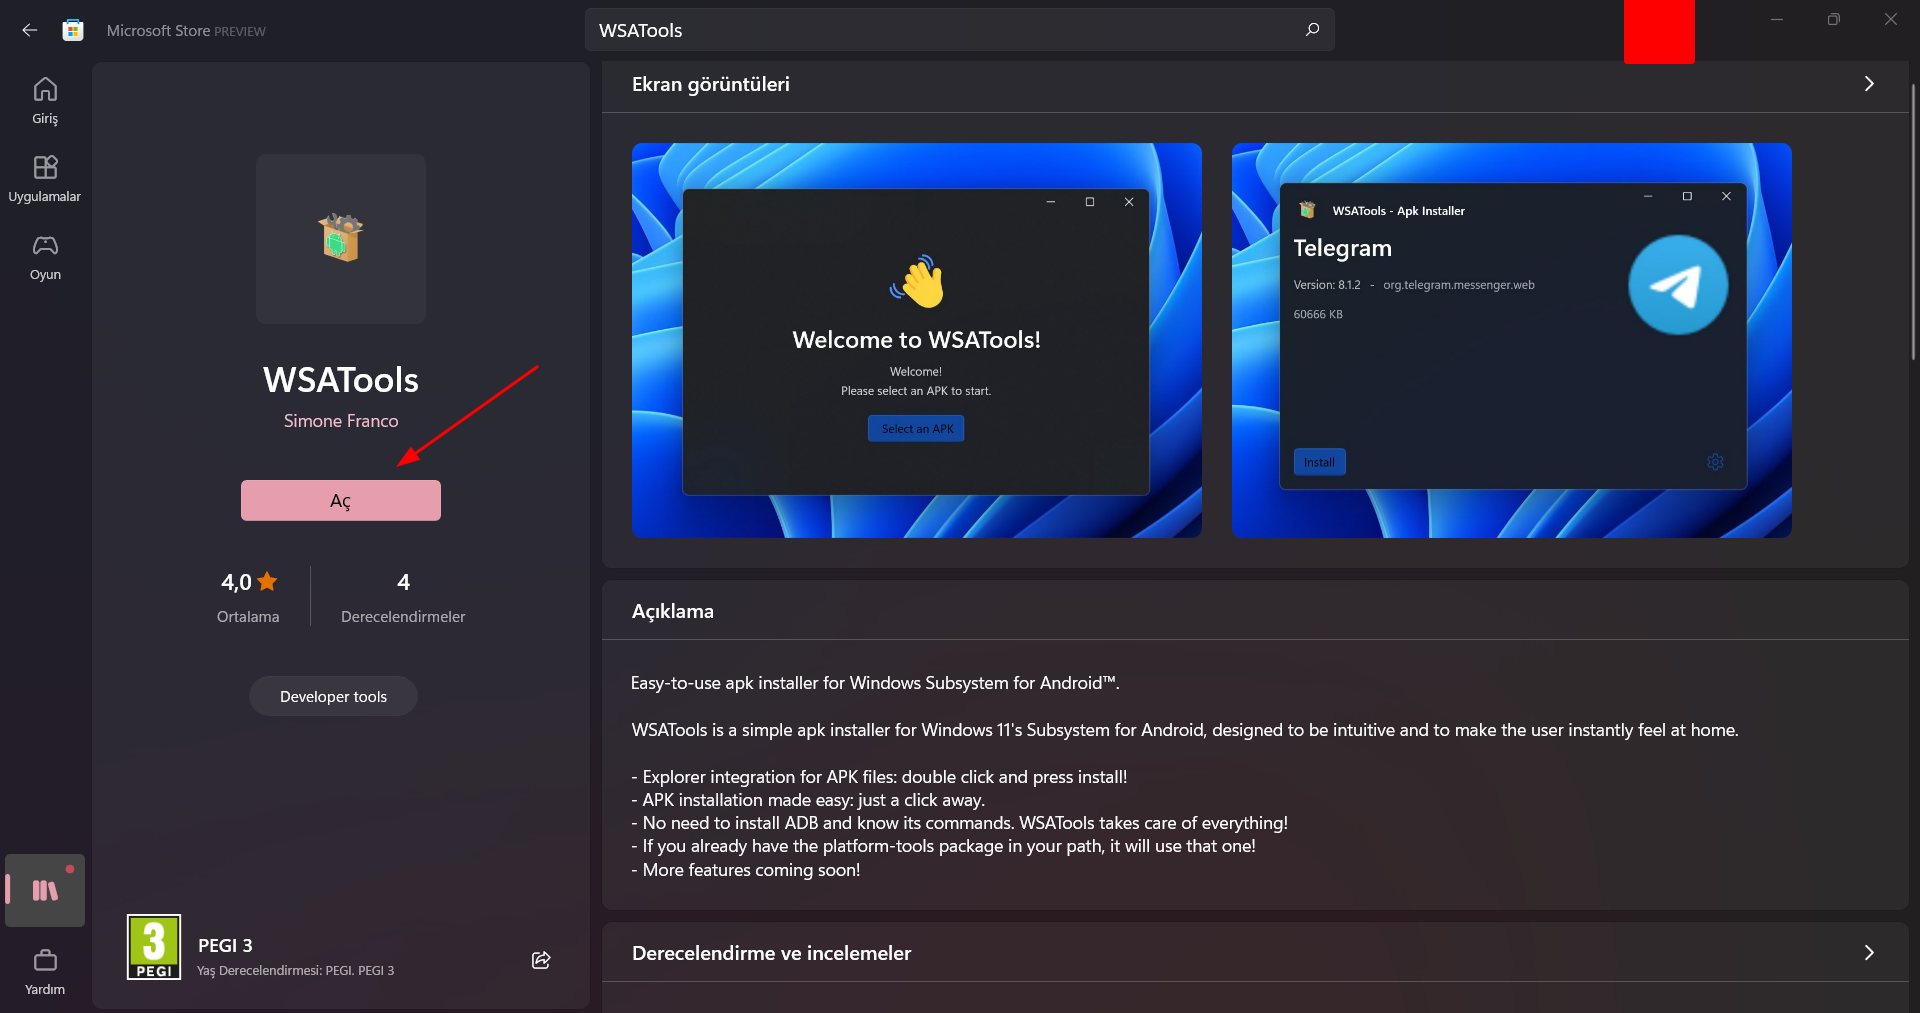 Microsoft Store PREVIEW
WSATools
Giriş
Uygulamalar
Oyun
Yardım
WSATools
Simone Franco
Aç
4,0
Ortalama
4
Derecelendirmeler
Developer tools
3
PEGI
PEGI 3
Yaş Derecelendirmesi: PEGI. PEGI 3
Ekran görüntüleri
Welcome to WSATools!
Welcome!
Please select an APK to start.
Select an APK
WSATools - Apk Installer
Telegram
Version: 8.1.2 - org.telegram.messenger.web
60666 KB
Install
Açıklama
Easy-to-use apk installer for Windows Subsystem for Android™.
WSATools is a simple apk installer for Windows 11's Subsystem for Android, designed to be intuitive and to make the user instantly feel at home.
- Explorer integration for APK files: double click and press install!
- APK installation made easy: just a click away.
- No need to install ADB and know its commands. WSATools takes care of everything!
- If you already have the platform-tools package in your path, it will use that one!
- More features coming soon!
Derecelendirme ve incelemeler